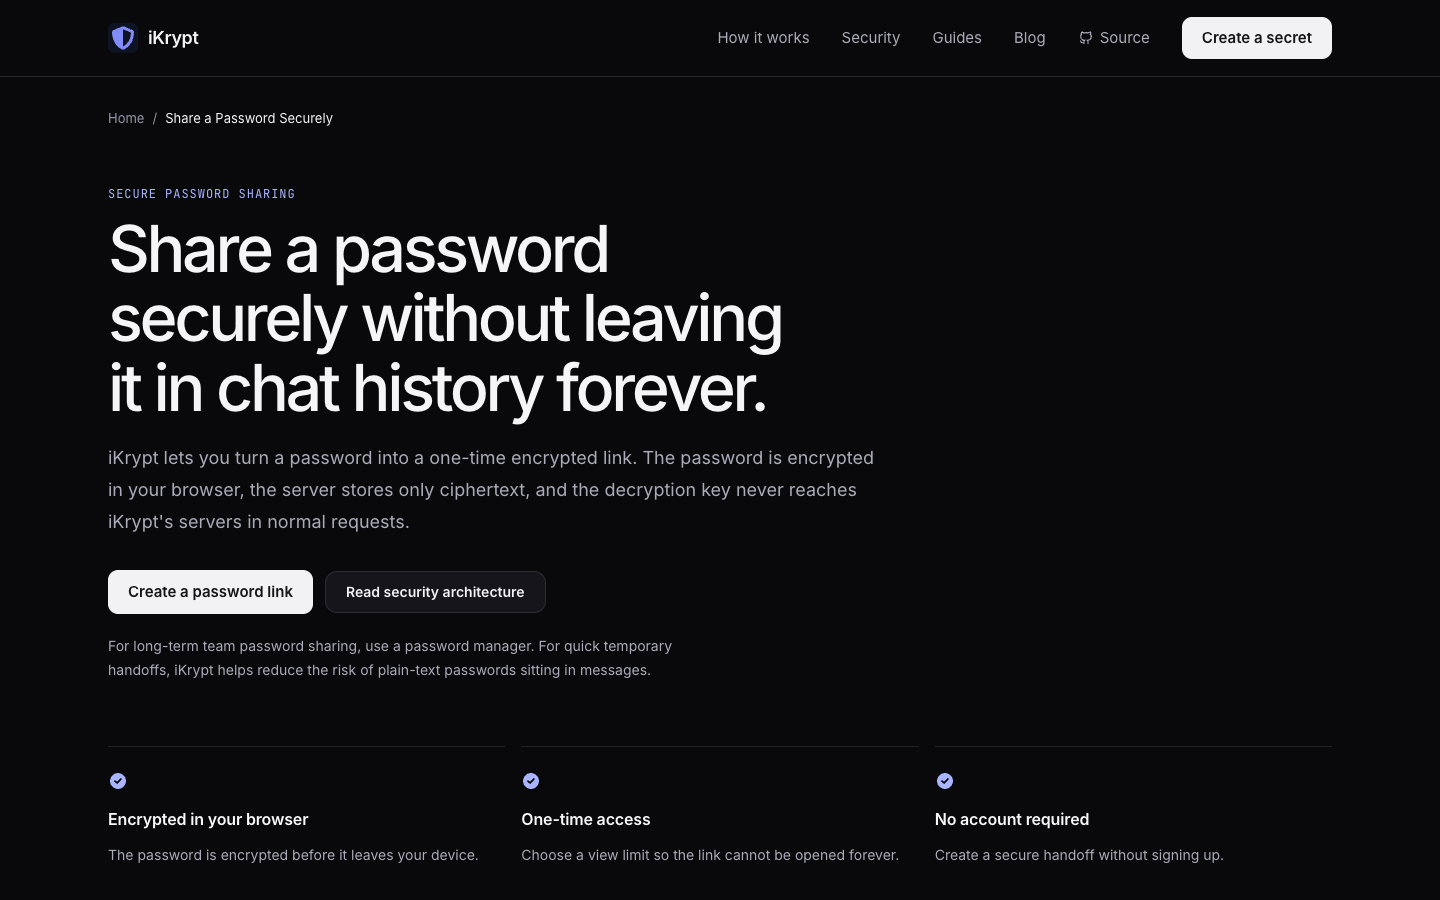 iKrypt
How it works
Security
Guides
Blog
Source
Create a secret
Home / Share a Password Securely
SECURE PASSWORD SHARING
Share a password
securely without leaving
it in chat history forever.
iKrypt lets you turn a password into a one-time encrypted link. The password is encrypted
in your browser, the server stores only ciphertext, and the decryption key never reaches
iKrypt's servers in normal requests.
Create a password link
Read security architecture
For long-term team password sharing, use a password manager. For quick temporary
handoffs, iKrypt helps reduce the risk of plain-text passwords sitting in messages.
Encrypted in your browser
The password is encrypted before it leaves your device.
One-time access
Choose a view limit so the link cannot be opened forever.
No account required
Create a secure handoff without signing up.